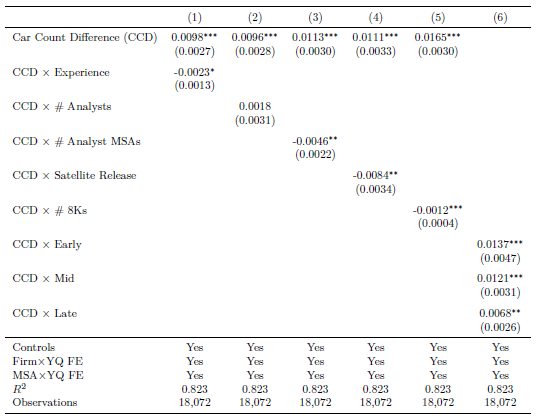 (1) (2) (3) (4) (5) (6)
Car Count Difference (CCD) 0.0098*** 0.0096*** 0.0113*** 0.0111*** 0.0165***
(0.0027) (0.0028) (0.0030) (0.0033) (0.0030)
CCD × Experience -0.0023*
(0.0013)
CCD × # Analysts 0.0018
(0.0031)
CCD × # Analyst MSAs -0.0046**
(0.0022)
CCD × Satellite Release -0.0084**
(0.0034)
CCD × # 8Ks -0.0012***
(0.0004)
CCD × Early 0.0137***
(0.0047)
CCD × Mid 0.0121***
(0.0031)
CCD × Late 0.0068**
(0.0026)
Controls Yes Yes Yes Yes Yes Yes
Firm×YQ FE Yes Yes Yes Yes Yes Yes
MSA×YQ FE Yes Yes Yes Yes Yes Yes
R² 0.823 0.823 0.823 0.823 0.823 0.823
Observations 18,072 18,072 18,072 18,072 18,072 18,072